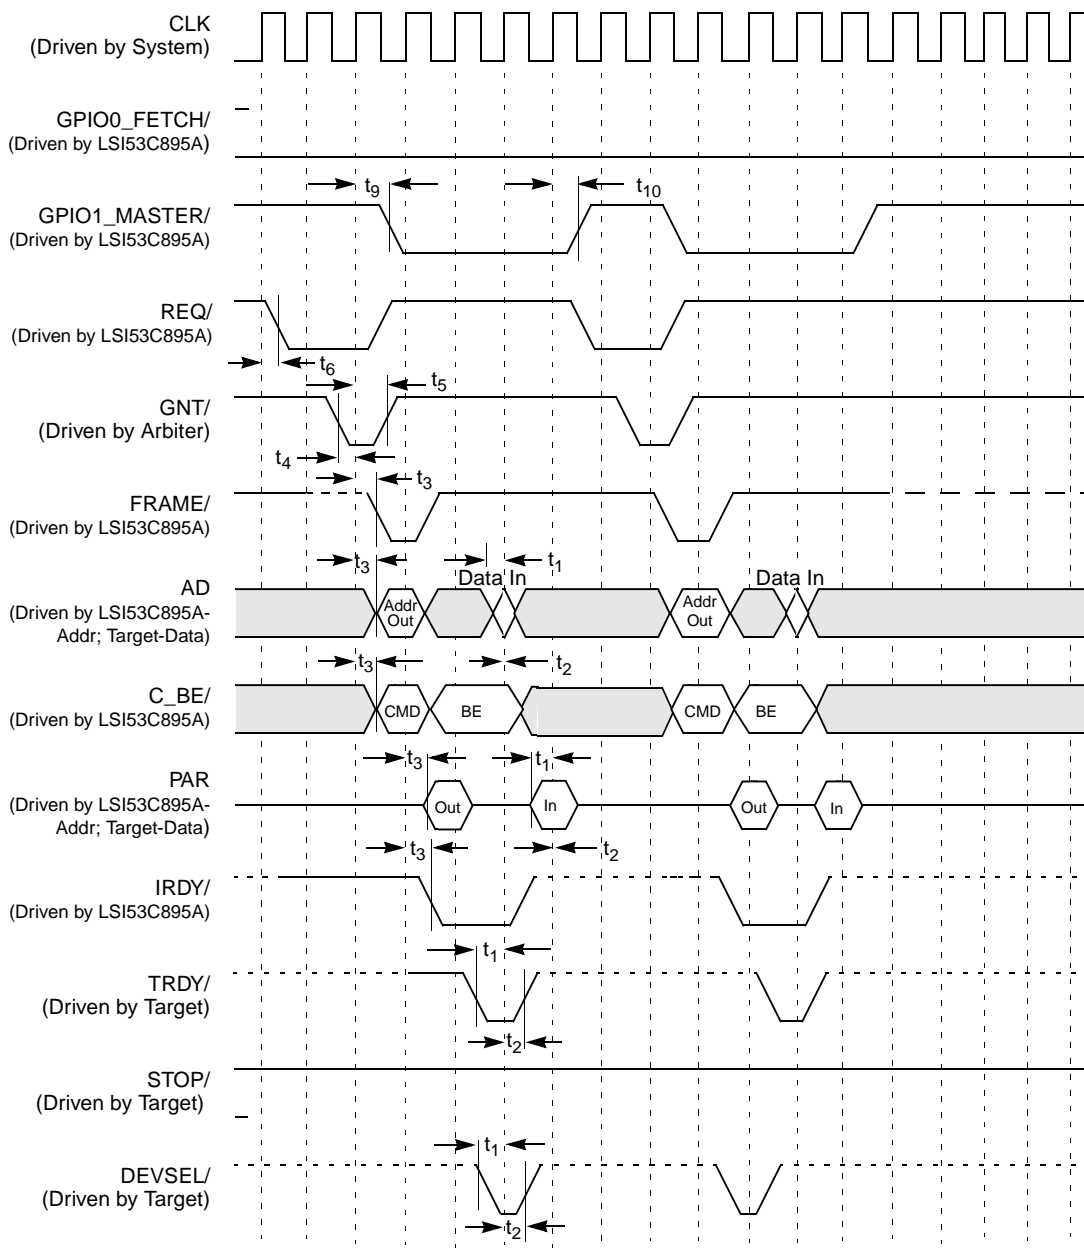 CLK
(Driven by System)
GPIO0_FETCH/
(Driven by LSI53C895A)
t9
t10
GPIO1_MASTER/
(Driven by LSI53C895A)
REQ/
(Driven by LSI53C895A)
t6
t5
GNT/
(Driven by Arbiter)
t4
t3
FRAME/
(Driven by LSI53C895A)
t3
t1
Data In
Data In
AD
(Driven by LSI53C895A-
Addr; Target-Data)
Addr
Out
Addr
Out
t3
t2
C_BE/
(Driven by LSI53C895A)
CMD
BE
CMD
BE
t3
t1
PAR
(Driven by LSI53C895A-
Addr; Target-Data)
Out
In
Out
In
t3
t2
IRDY/
(Driven by LSI53C895A)
t1
TRDY/
(Driven by Target)
t2
STOP/
(Driven by Target)
t1
DEVSEL/
(Driven by Target)
t2